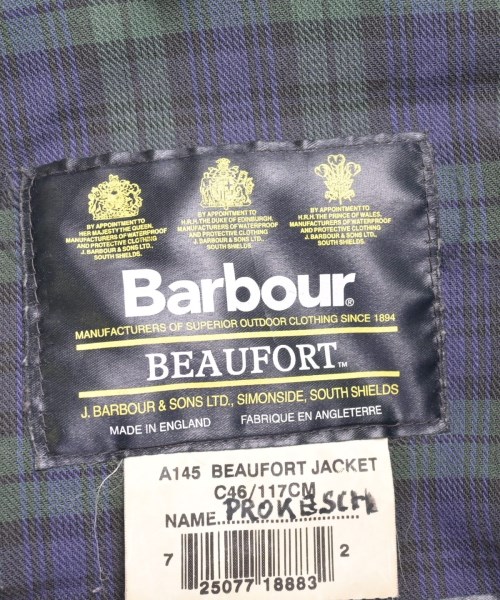 BY APPOINTMENT TO
HER MAJESTY THE QUEEN.
MANUFACTURERS OF WATERPROOF
AND PROTECTIVE CLOTHING
J. BARBOUR & SONS LTD.,
SOUTH SHIELDS
BY APPOINTMENT TO
H.R.H. THE DUKE OF EDINBURGH.
MANUFACTURERS OF WATERPROOF
AND PROTECTIVE CLOTHING
J. BARBOUR & SONS LTD.,
SOUTH SHIELDS.
BY APPOINTMENT TO
H.R.H. THE PRINCE OF WALES.
MANUFACTURERS OF WATERPROOF
AND PROTECTIVE CLOTHING
J. BARBOUR & SONS LTD.,
SOUTH SHIELDS.
Barbour®
MANUFACTURERS OF SUPERIOR OUTDOOR CLOTHING SINCE 1894
BEAUFORT™
J. BARBOUR & SONS LTD., SIMONSIDE, SOUTH SHIELDS
MADE IN ENGLAND FABRIQUE EN ANGLETERRE
A145 BEAUFORT JACKET
C46/117CM
NAME PROKESCH
7 25077 18883 2